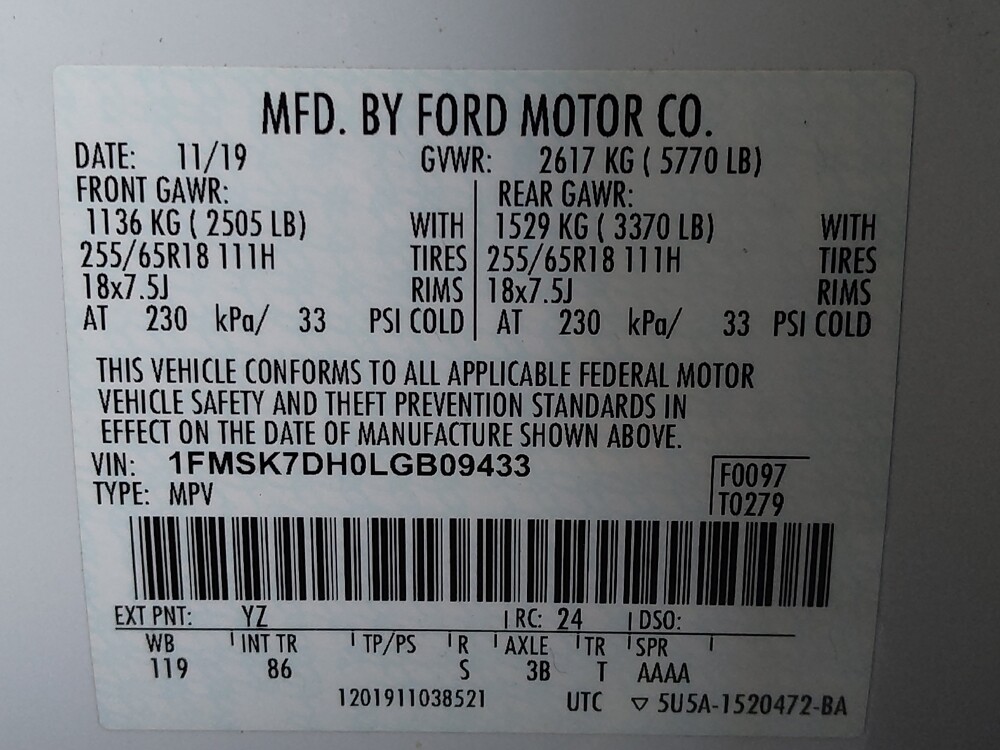 MFD. BY FORD MOTOR CO.
DATE: 11/19 GVWR: 2617 KG ( 5770 LB)
FRONT GAWR: REAR GAWR:
1136 KG ( 2505 LB) WITH 1529 KG ( 3370 LB) WITH
255/65R18 111H TIRES 255/65R18 111H TIRES
18x7.5J RIMS 18x7.5J RIMS
AT 230 kPa/ 33 PSI COLD AT 230 kPa/ 33 PSI COLD
THIS VEHICLE CONFORMS TO ALL APPLICABLE FEDERAL MOTOR
VEHICLE SAFETY AND THEFT PREVENTION STANDARDS IN
EFFECT ON THE DATE OF MANUFACTURE SHOWN ABOVE.
VIN: 1FMSK7DH0LGB09433 F0097
TYPE: MPV T0279
EXT PNT: YZ RC: 24 DSO:
WB INT TR TP/PS R AXLE TR SPR
119 86 S 3B T AAAA
1201911038521 UTC ▽ 5U5A-1520472-BA